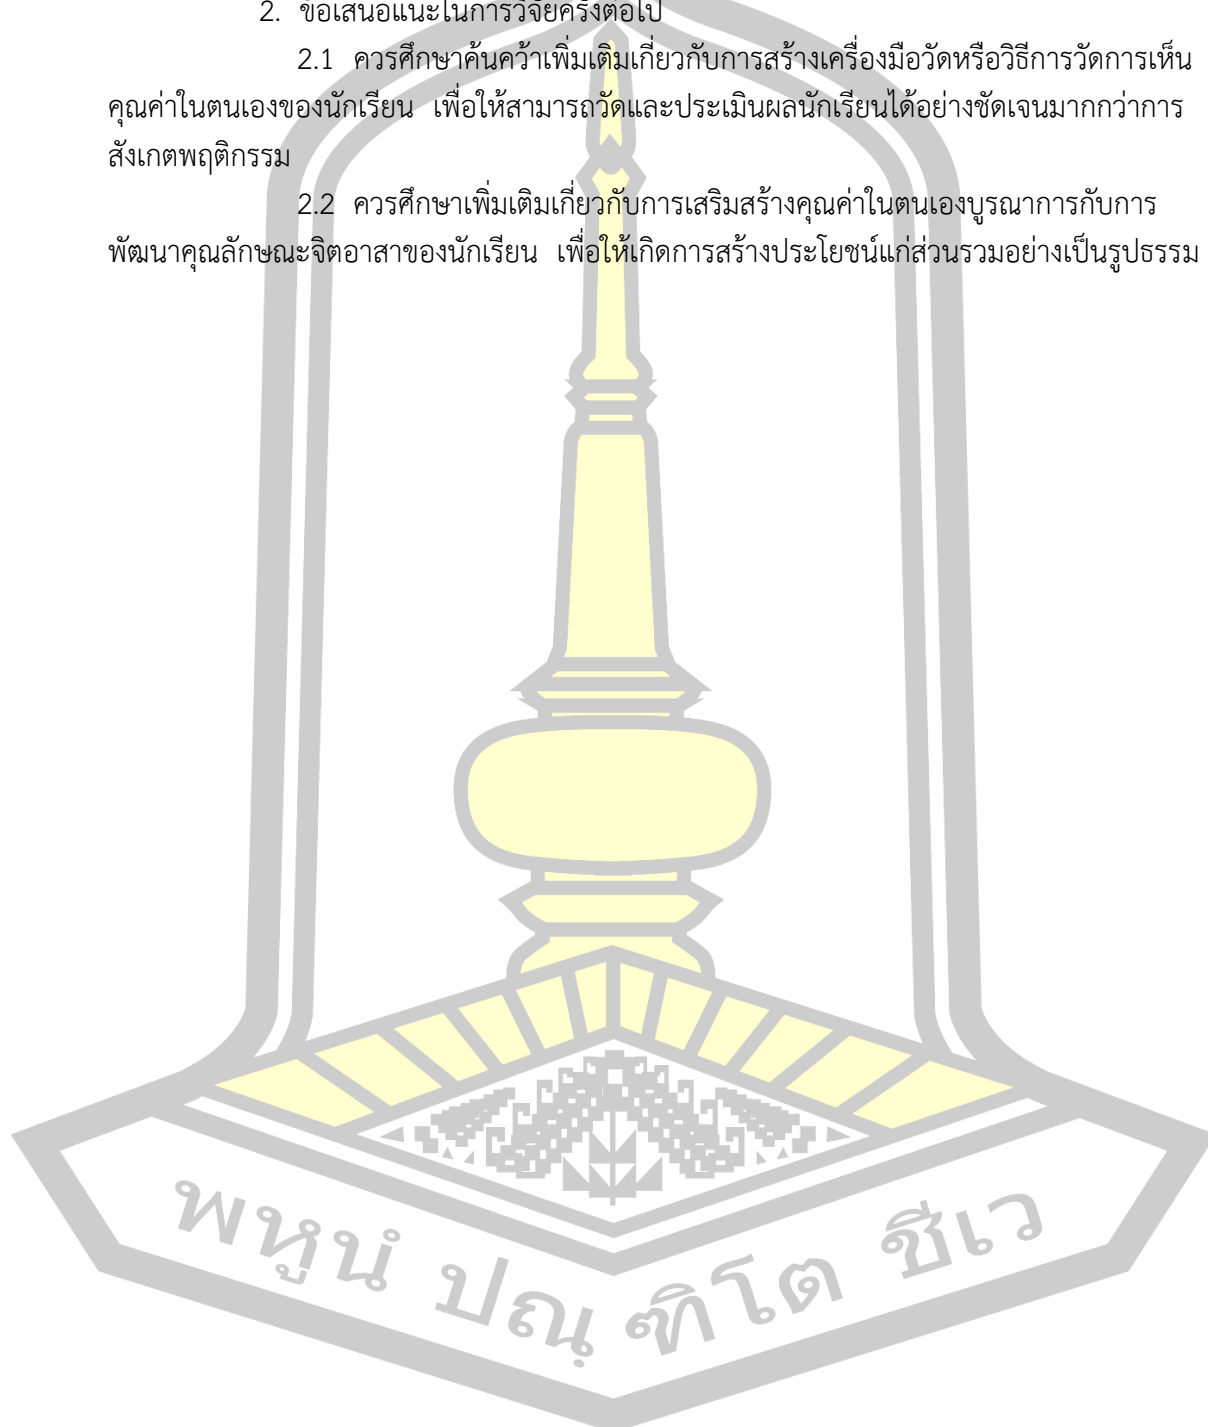 2. ข้อเสนอแนะในการวิจัยครั้งต่อไป
2.1 ควรศึกษาค้นคว้าเพิ่มเติมเกี่ยวกับการสร้างเครื่องมือวัดหรือวิธีการวัดการเห็น
คุณค่าในตนเองของนักเรียน เพื่อให้สามารถวัดและประเมินผลนักเรียนได้อย่างชัดเจนมากกว่าการ
สังเกตพฤติกรรม
2.2 ควรศึกษาเพิ่มเติมเกี่ยวกับการเสริมสร้างคุณค่าในตนเองบูรณาการกับการ
พัฒนาคุณลักษณะจิตอาสาของนักเรียน เพื่อให้เกิดการสร้างประโยชน์แก่ส่วนรวมอย่างเป็นรูปธรรม
พหูนํ ปณฺ ฑิโต ชีเว